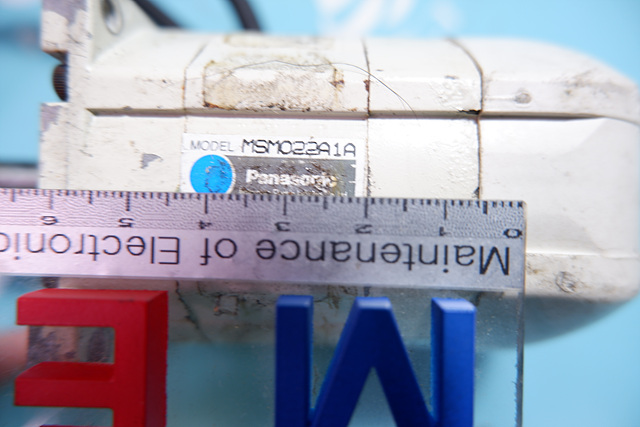 MODEL MSM022A1A
Panasonic
6 5 4 3 2 1 0
Maintenance of Electronic
E M